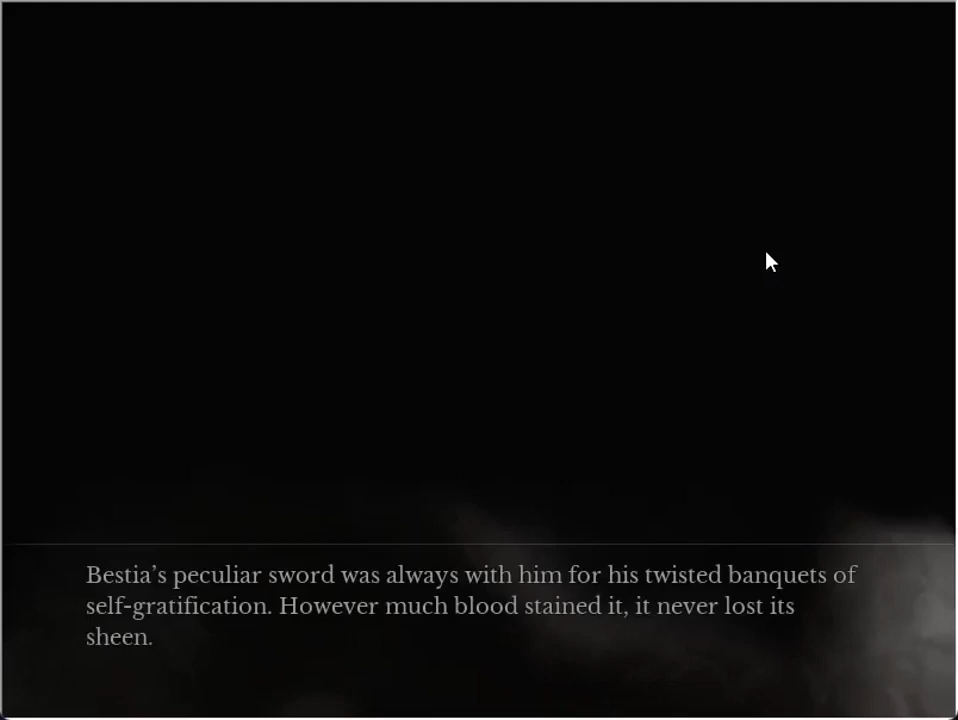 Bestia’s peculiar sword was always with him for his twisted banquets of
self-gratification. However much blood stained it, it never lost its
sheen.